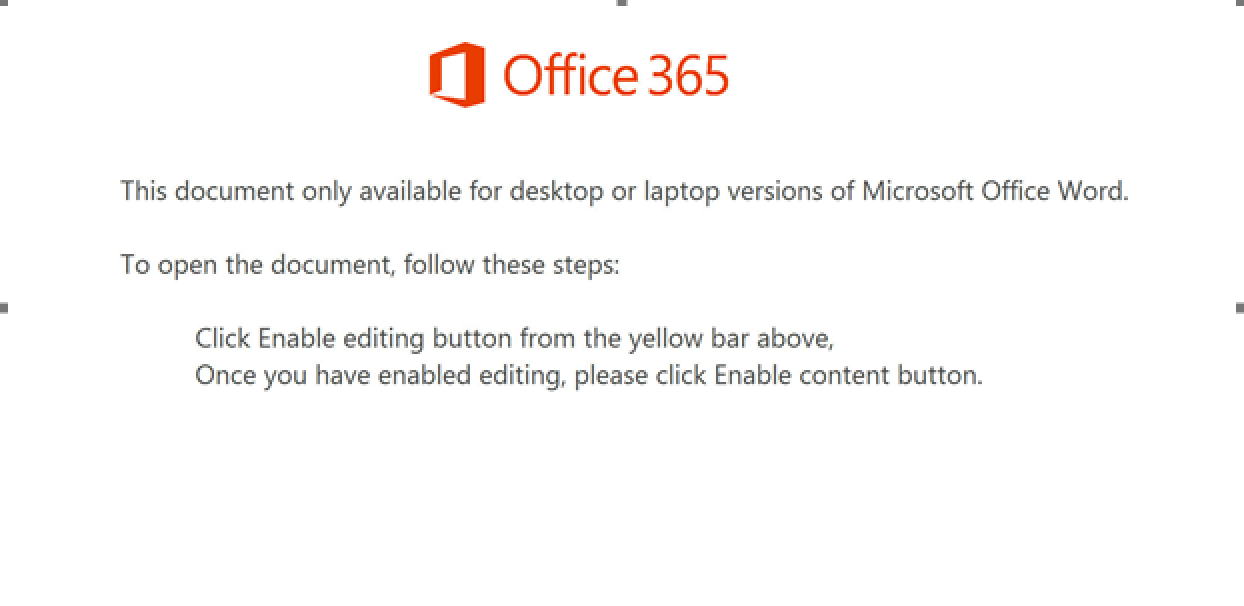 Office 365
This document only available for desktop or laptop versions of Microsoft Office Word.
To open the document, follow these steps:
Click Enable editing button from the yellow bar above,
Once you have enabled editing, please click Enable content button.